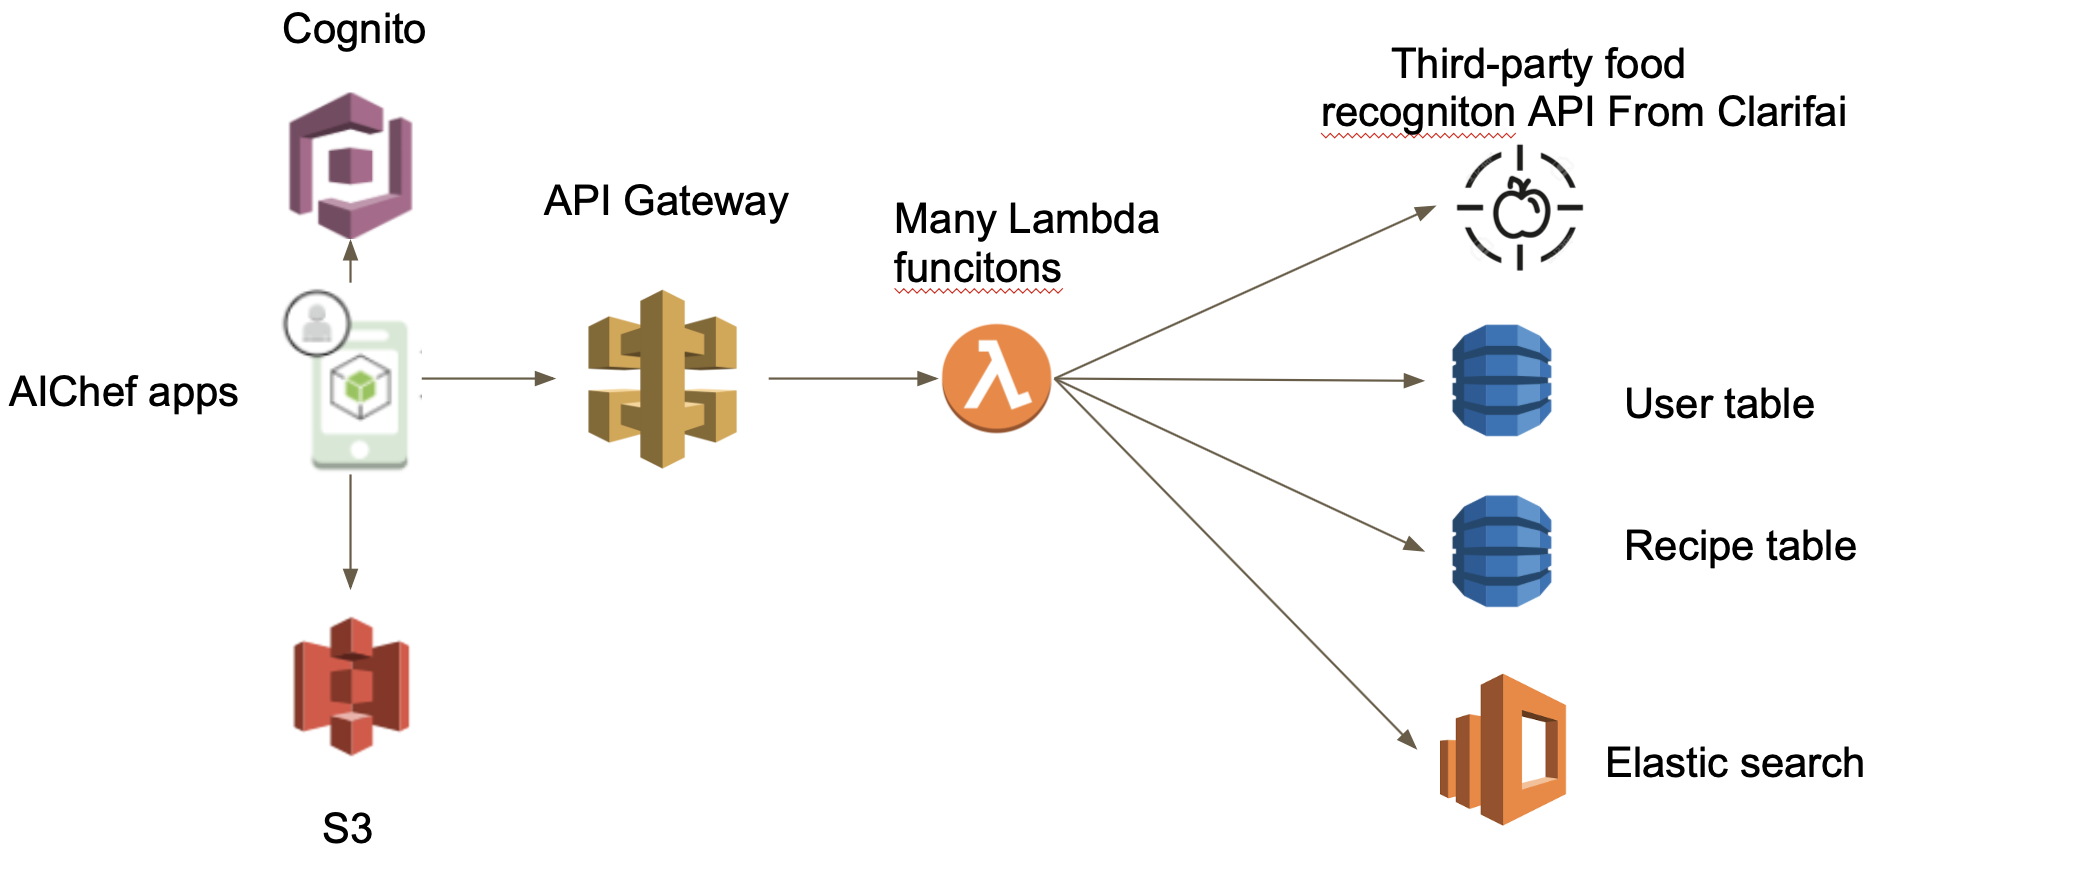 Cognito
Third-party food
recogniton API From Clarifai
API Gateway
Many Lambda
funcitons
AIChef apps
User table
Recipe table
Elastic search
S3